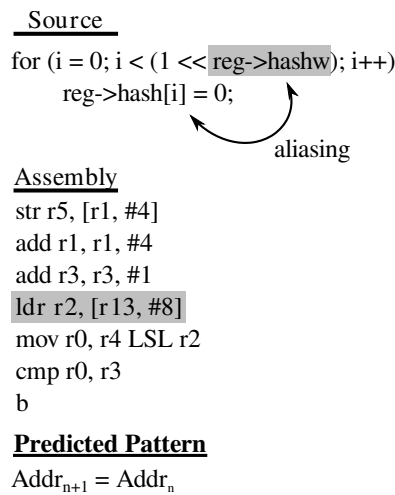 Source
for (i = 0; i < (1 << reg->hashw); i++)
reg->hash[i] = 0;
aliasing
Assembly
str r5, [r1, #4]
add r1, r1, #4
add r3, r3, #1
ldr r2, [r13, #8]
mov r0, r4 LSL r2
cmp r0, r3
b
Predicted Pattern
Addr_{n+1} = Addr_n